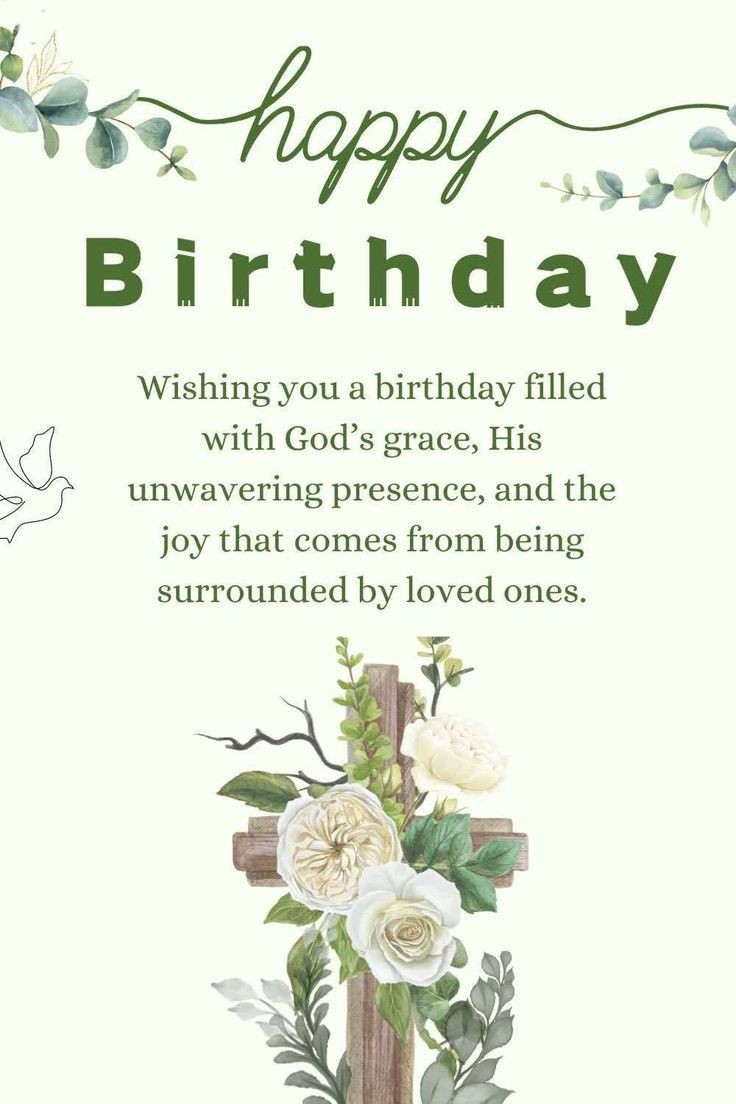 happy
Birthday
Wishing you a birthday filled
with God’s grace, His
unwavering presence, and the
joy that comes from being
surrounded by loved ones.